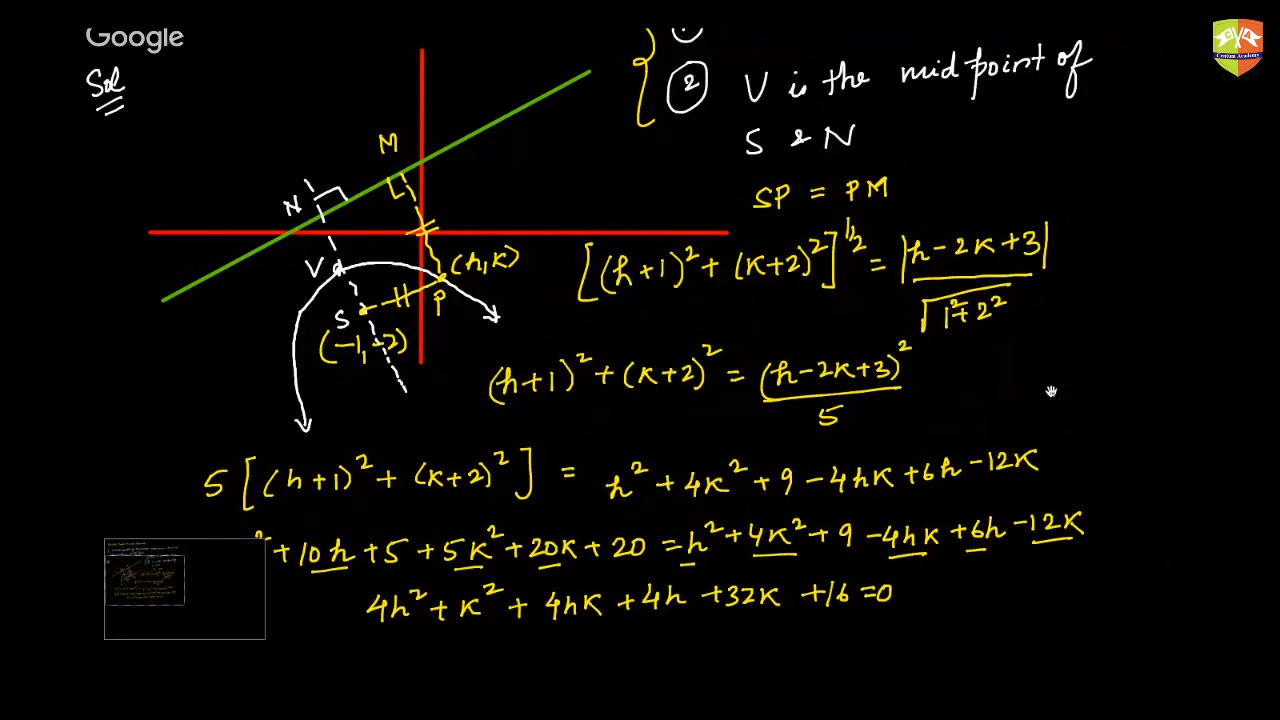 Google
Sol
② V is the midpoint of
S & N
SP = PM
[(h+1)² + (k+2)²]^½ = |h-2k+3| / √(1²+2²)
(h+1)² + (k+2)² = (h-2k+3)² / 5
M
N
V
(h,k)
S
P
(-1,-2)
5[(h+1)² + (k+2)²] = h² + 4k² + 9 - 4hk + 6h - 12k
² + 10h + 5 + 5k² + 20k + 20 = h² + 4k² + 9 - 4hk + 6h - 12k
4h² + k² + 4hk + 4h + 32k + 16 = 0